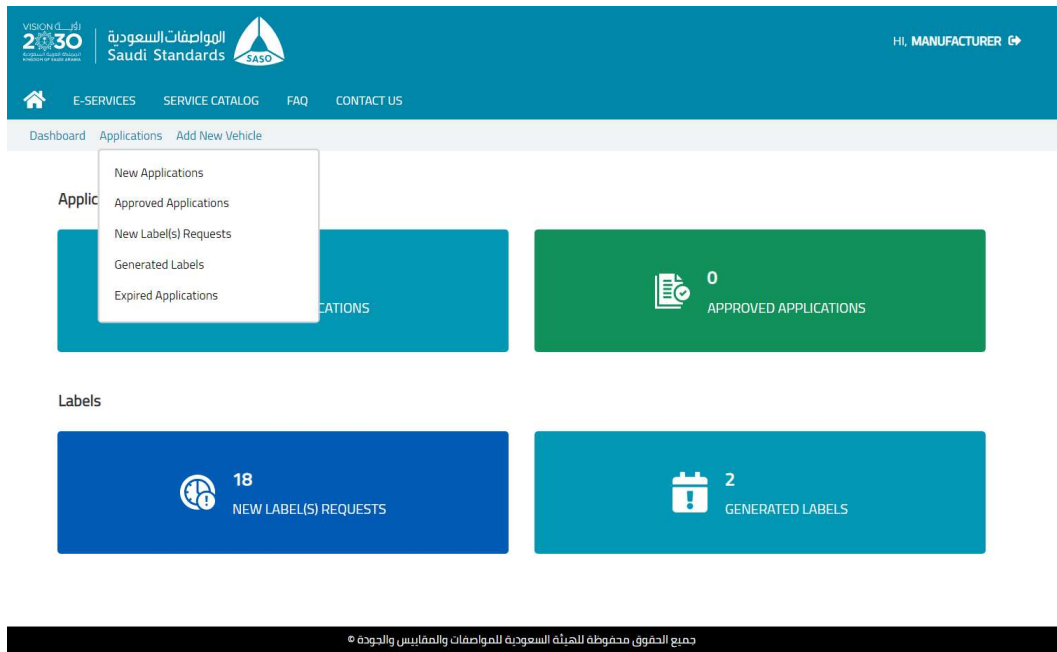 VISION رؤية
2030
المملكة العربية السعودية
KINGDOM OF SAUDI ARABIA
المواصفات السعودية
Saudi Standards
SASO
HI, MANUFACTURER
E-SERVICES SERVICE CATALOG FAQ CONTACT US
Dashboard Applications Add New Vehicle
New Applications
Approved Applications
New Label(s) Requests
Generated Labels
Expired Applications
Applic
CATIONS
0
APPROVED APPLICATIONS
Labels
18
NEW LABEL(S) REQUESTS
2
GENERATED LABELS
جميع الحقوق محفوظة للهيئة السعودية للمواصفات والمقاييس والجودة ©